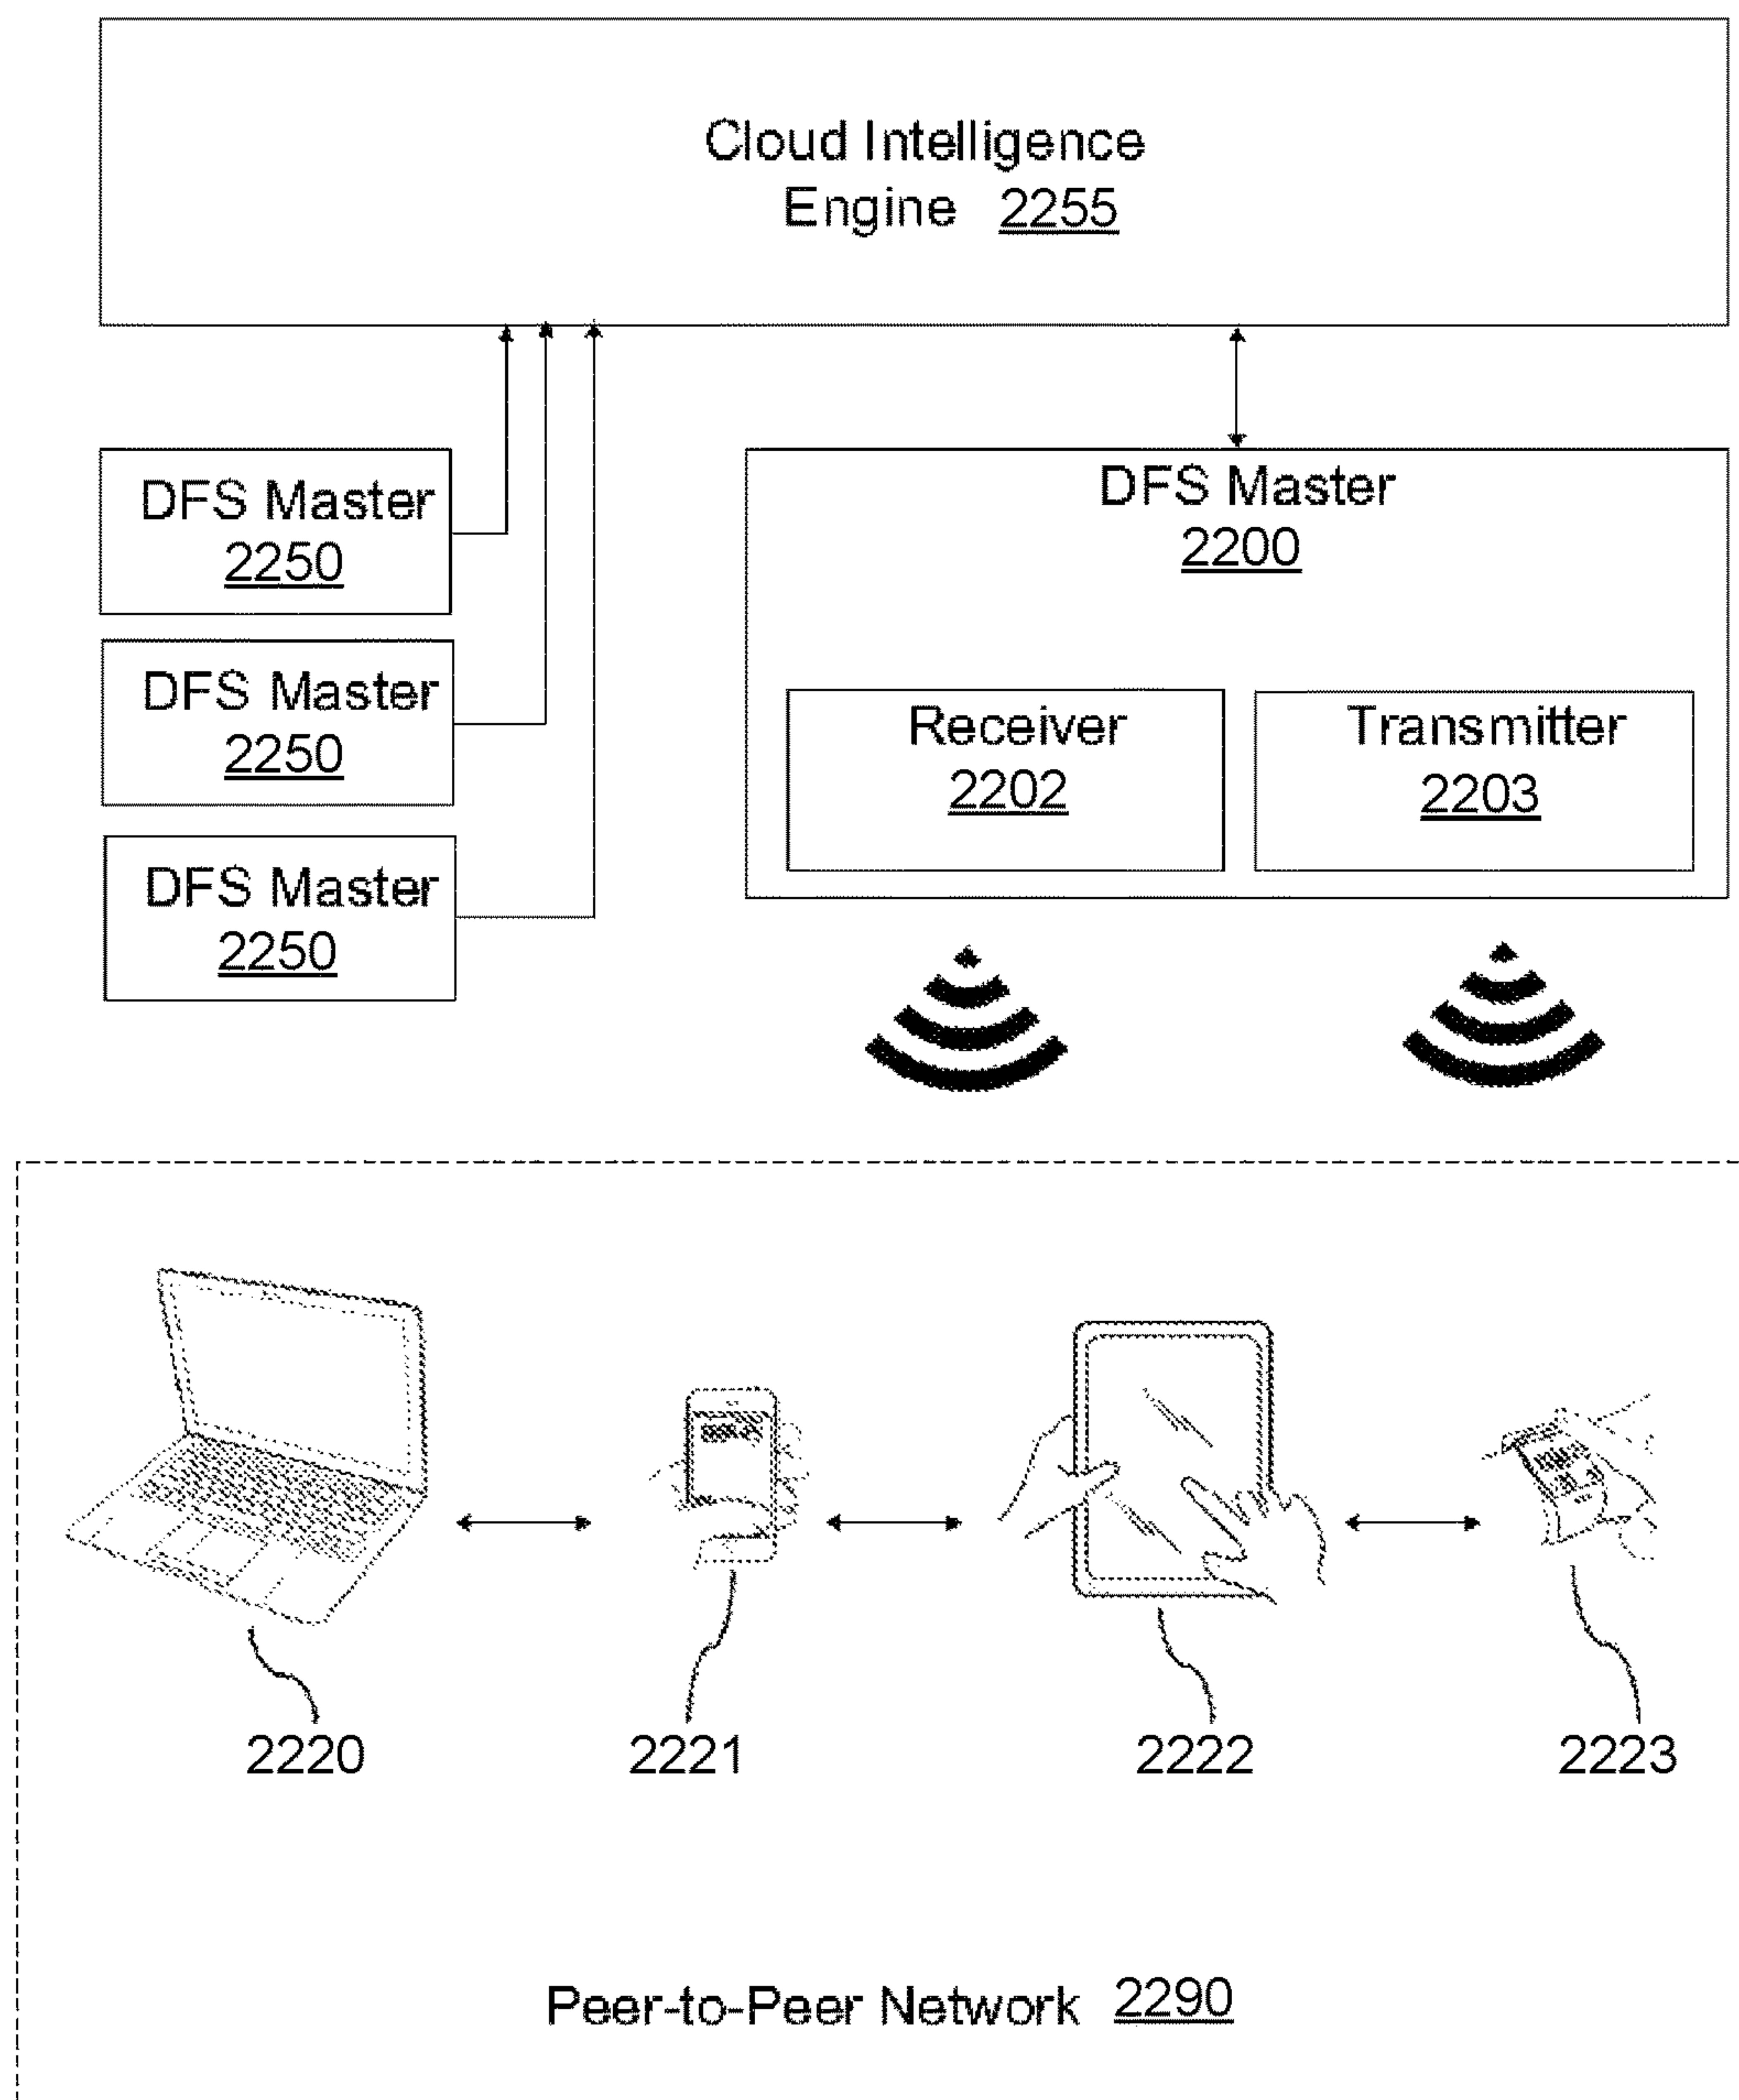 Cloud Intelligence
Engine 2255
DFS Master
2250
DFS Master
2250
DFS Master
2250
DFS Master
2200
Receiver
2202
Transmitter
2203
2220
2221
2222
2223
Peer-to-Peer Network 2290